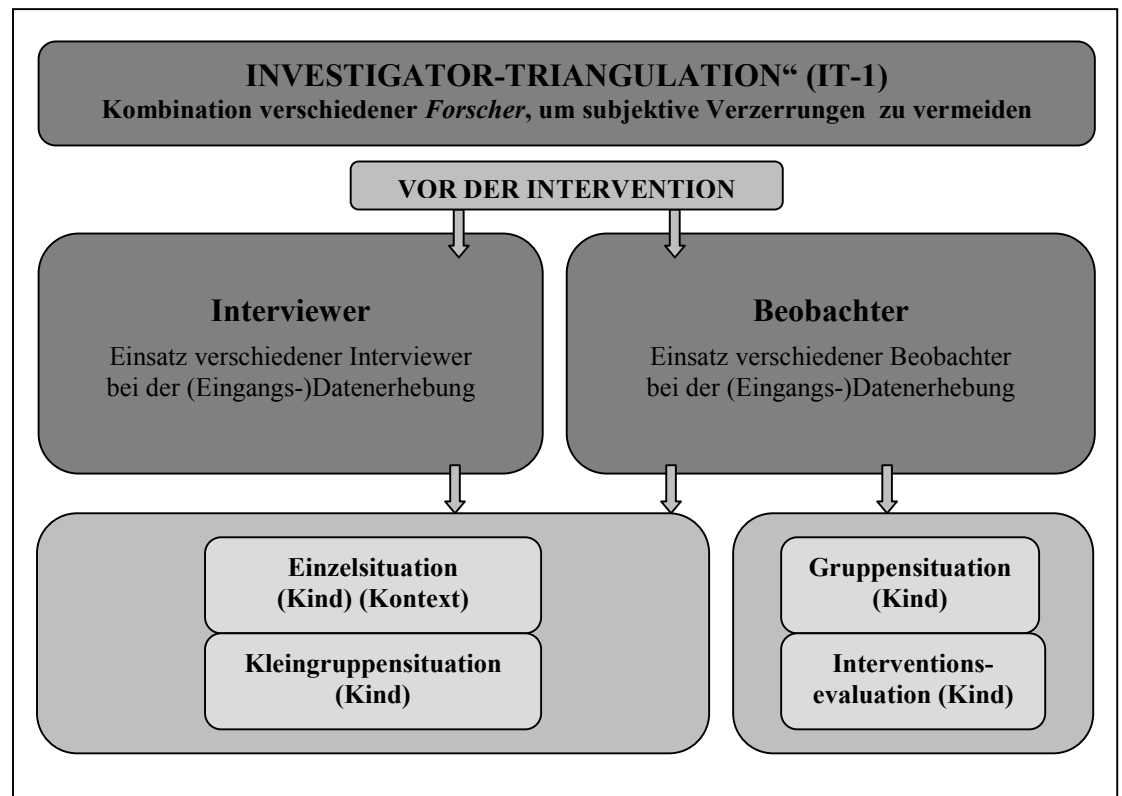 INVESTIGATOR-TRIANGULATION“ (IT-1)
Kombination verschiedener Forscher, um subjektive Verzerrungen zu vermeiden
VOR DER INTERVENTION
Interviewer
Einsatz verschiedener Interviewer
bei der (Eingangs-)Datenerhebung
Beobachter
Einsatz verschiedener Beobachter
bei der (Eingangs-)Datenerhebung
Einzelsituation
(Kind) (Kontext)
Kleingruppensituation
(Kind)
Gruppensituation
(Kind)
Interventions-
evaluation (Kind)